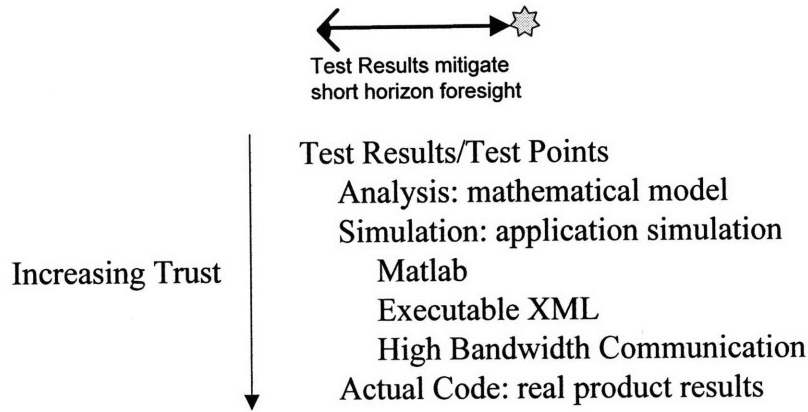 Test Results mitigate
short horizon foresight
Test Results/Test Points
Analysis: mathematical model
Simulation: application simulation
Increasing Trust
Matlab
Executable XML
High Bandwidth Communication
Actual Code: real product results